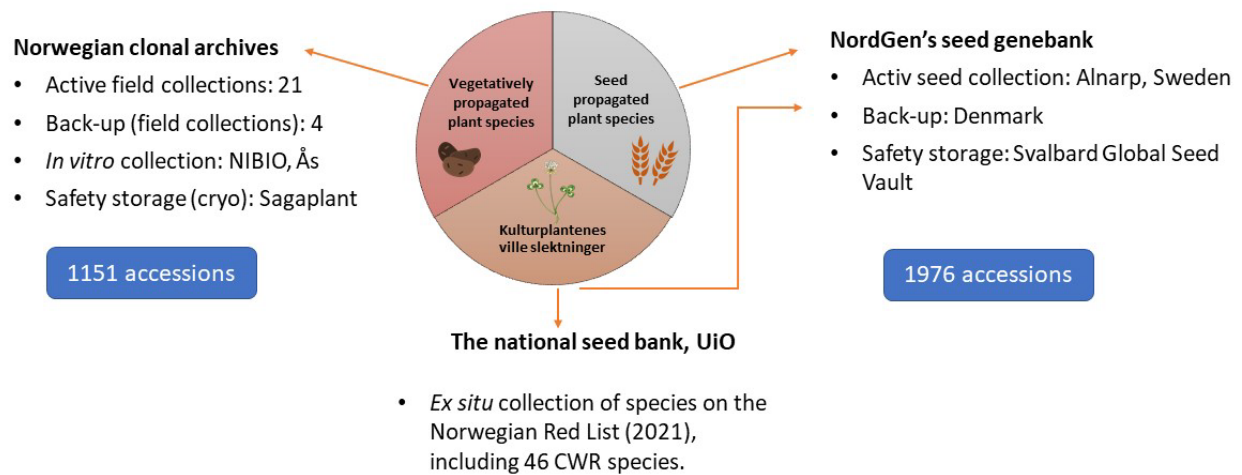 Norwegian clonal archives
• Active field collections: 21
• Back-up (field collections): 4
• In vitro collection: NIBIO, Ås
• Safety storage (cryo): Sagaplant
1151 accessions
Vegetatively
propagated
plant species
Seed
propagated
plant species
Kulturplantenes
ville slektninger
NordGen's seed genebank
• Activ seed collection: Alnarp, Sweden
• Back-up: Denmark
• Safety storage: Svalbard Global Seed
Vault
1976 accessions
The national seed bank, UiO
• Ex situ collection of species on the
Norwegian Red List (2021),
including 46 CWR species.